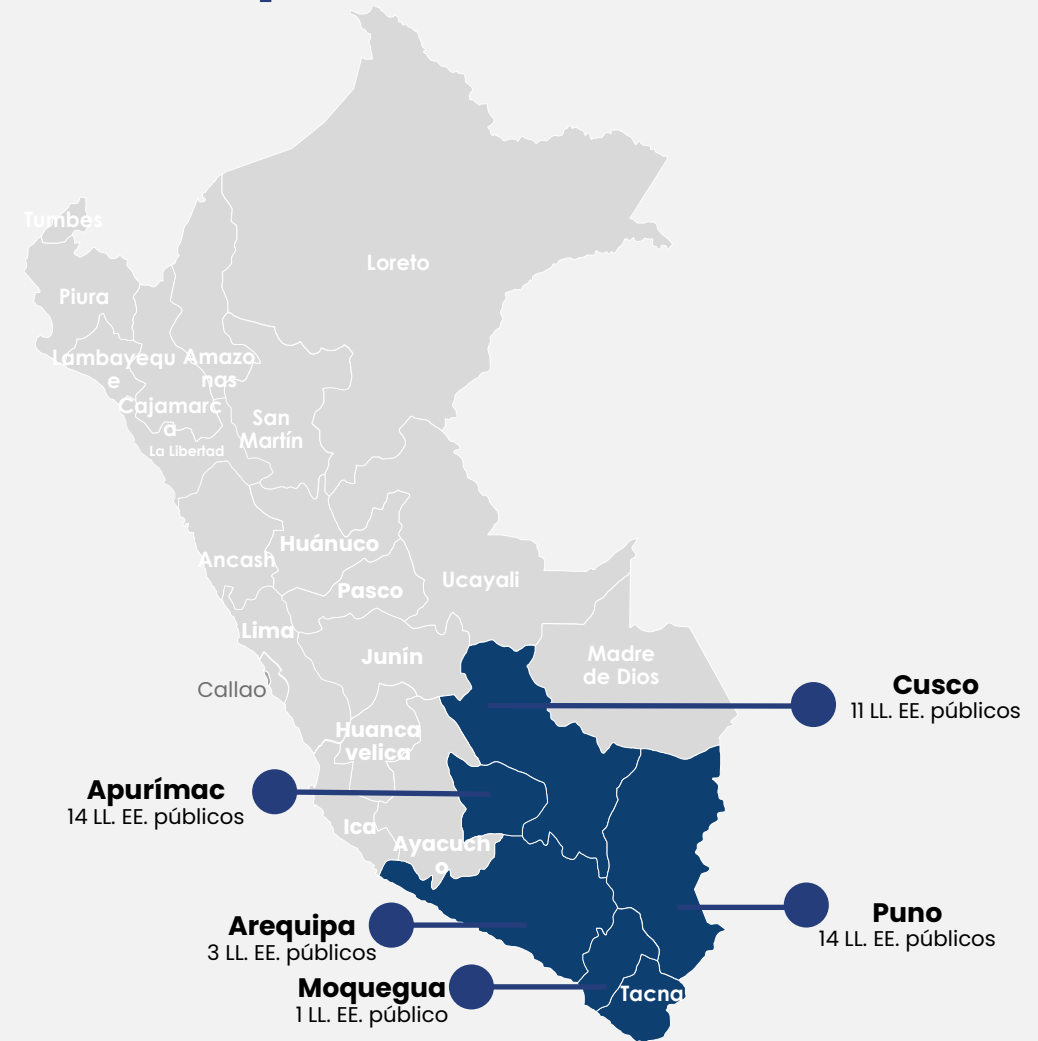 Tumbes
Loreto
Piura
Lambayequ
e
Amazo
nas
Cajamarc
a
San
Martín
La Libertad
Huánuco
Ancash
Ucayali
Pasco
Lima
Junín
Madre
de Dios
Callao
Cusco
11 LL. EE. públicos
Huanca
velica
Apurímac
14 LL. EE. públicos
Ica
Ayacuch
o
Puno
14 LL. EE. públicos
Arequipa
3 LL. EE. públicos
Moquegua
1 LL. EE. público
Tacna